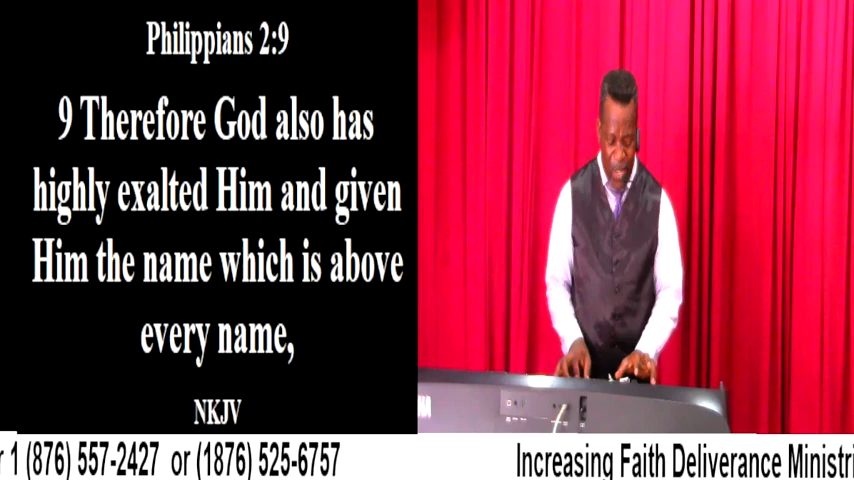 Philippians 2:9
9 Therefore God also has
highly exalted Him and given
Him the name which is above
every name,
NKJV
r 1 (876) 557-2427 or (1876) 525-6757
Increasing Faith Deliverance Ministri